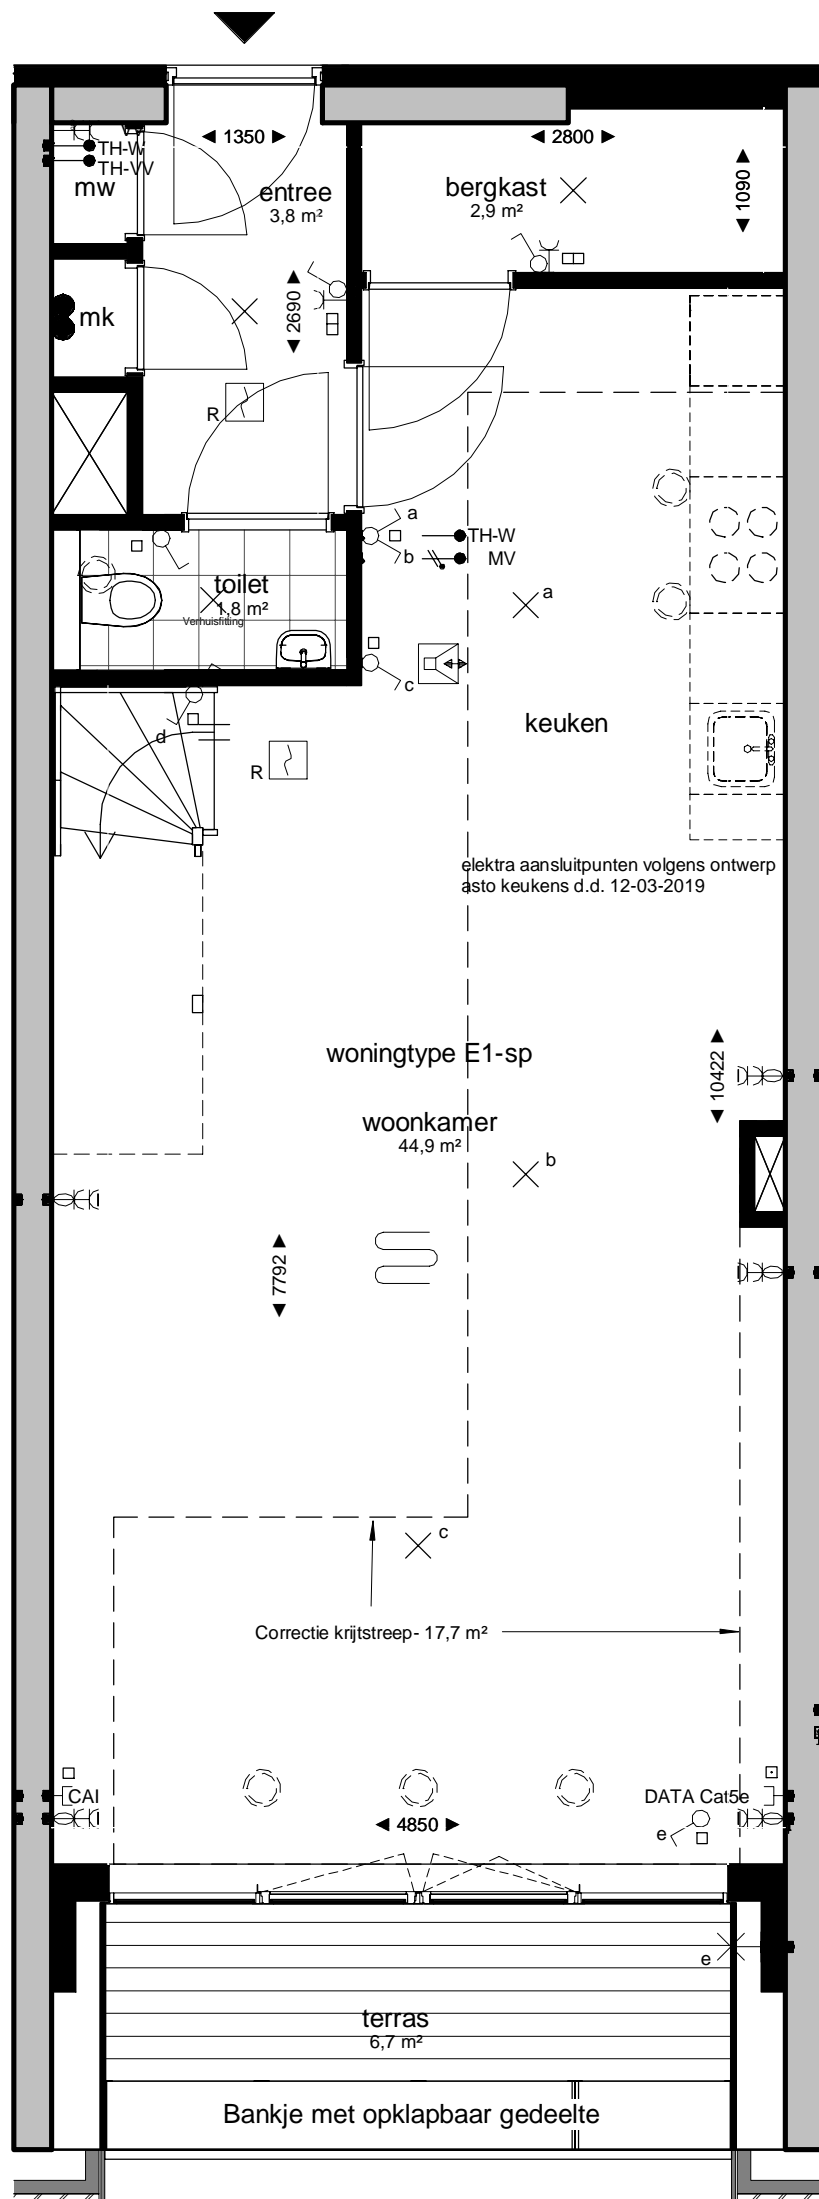 1350
2800
TH-W
TH-VV
mw
entree
3,8 m²
bergkast
2,9 m²
1090
2690
mk
R
a
TH-W
b
MV
toilet
1,8 m²
Verhuisfitting
a
c
keuken
d
R
elektra aansluitpunten volgens ontwerp
asto keukens d.d. 12-03-2019
woningtype E1-sp
10422
woonkamer
44,9 m²
b
7792
c
Correctie krijtstreep- 17,7 m²
CAI
DATA Cat5e
4850
e
e
terras
6,7 m²
Bankje met opklapbaar gedeelte